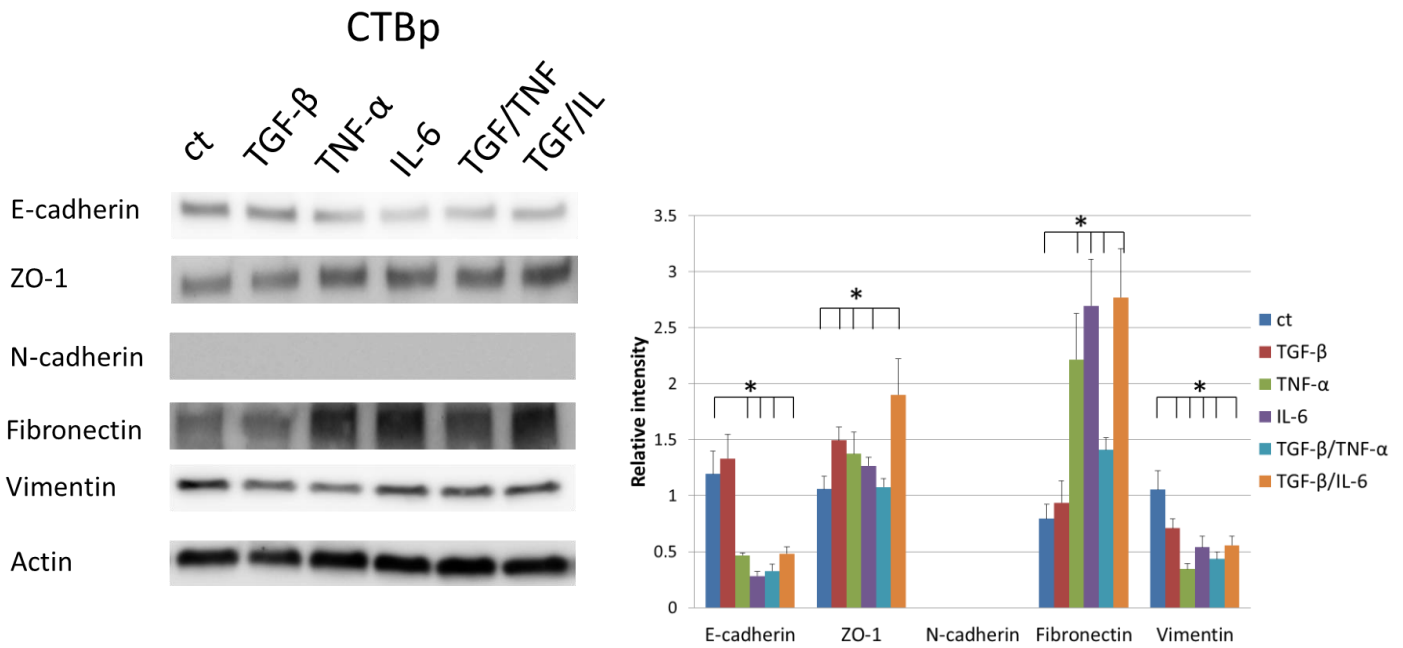 CTBp
ct TGF-β TNF-α IL-6 TGF/TNF TGF/IL
E-cadherin
ZO-1
N-cadherin
Fibronectin
Vimentin
Actin
Relative intensity
3.5
3
2.5
2
1.5
1
0.5
0
*
*
*
*
E-cadherin ZO-1 N-cadherin Fibronectin Vimentin
ct
TGF-β
TNF-α
IL-6
TGF-β/TNF-α
TGF-β/IL-6